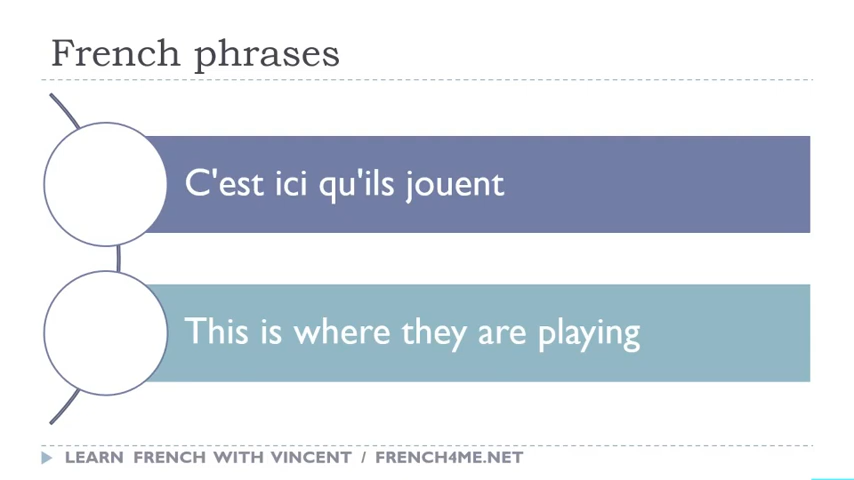 French phrases
C'est ici qu'ils jouent
This is where they are playing
LEARN FRENCH WITH VINCENT / FRENCH4ME.NET